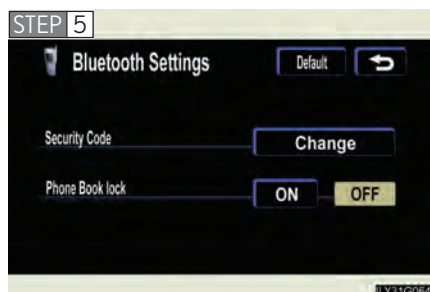 STEP 5
Bluetooth Settings Default
Security Code Change
Phone Book lock ON OFF